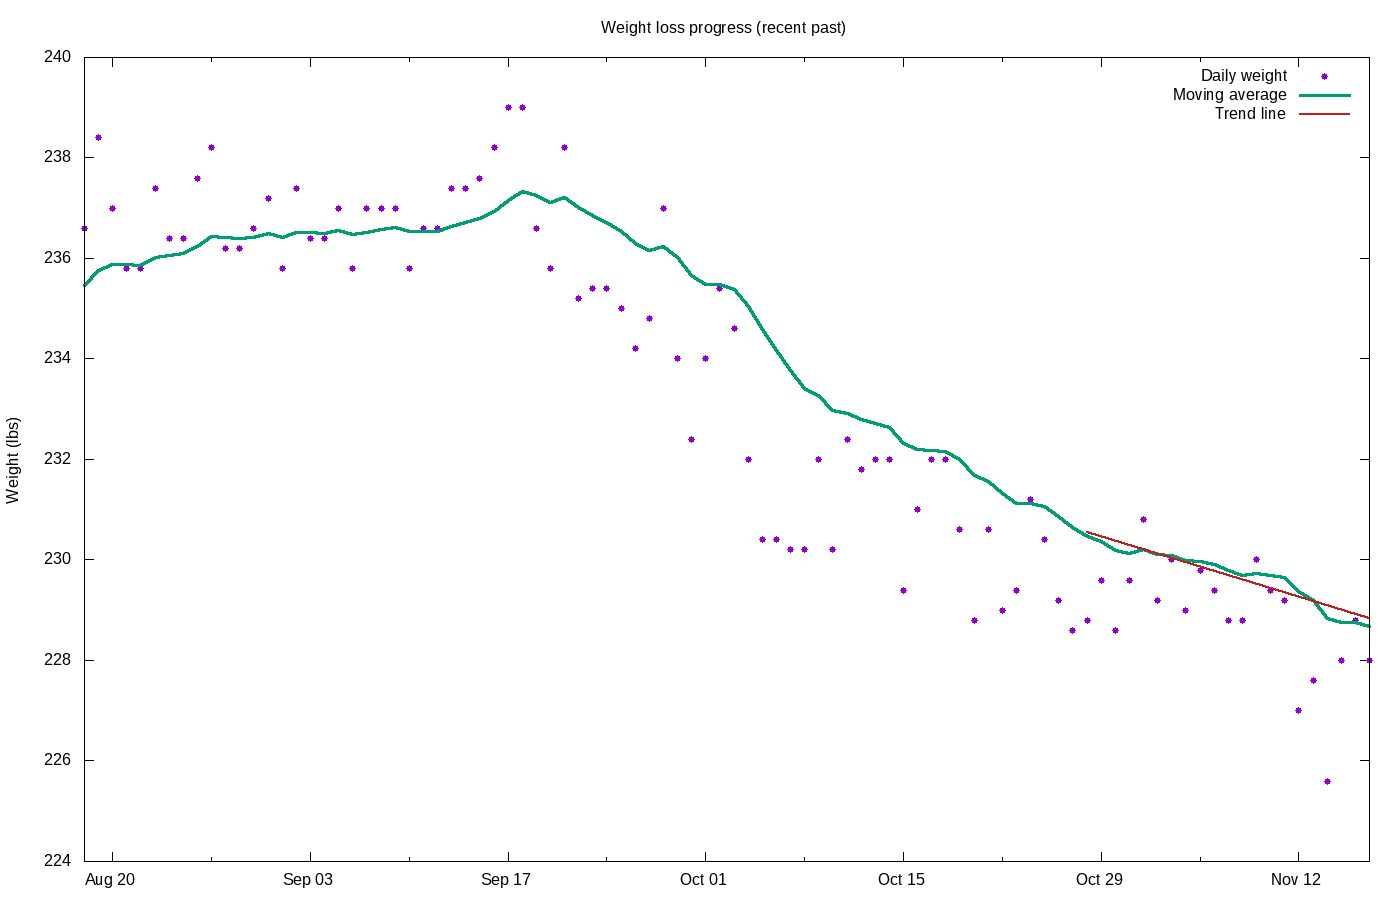 Weight loss progress (recent past)
240
238
236
234
232
230
228
226
224
Weight (lbs)
Daily weight
Moving average
Trend line
Aug 20 Sep 03 Sep 17 Oct 01 Oct 15 Oct 29 Nov 12